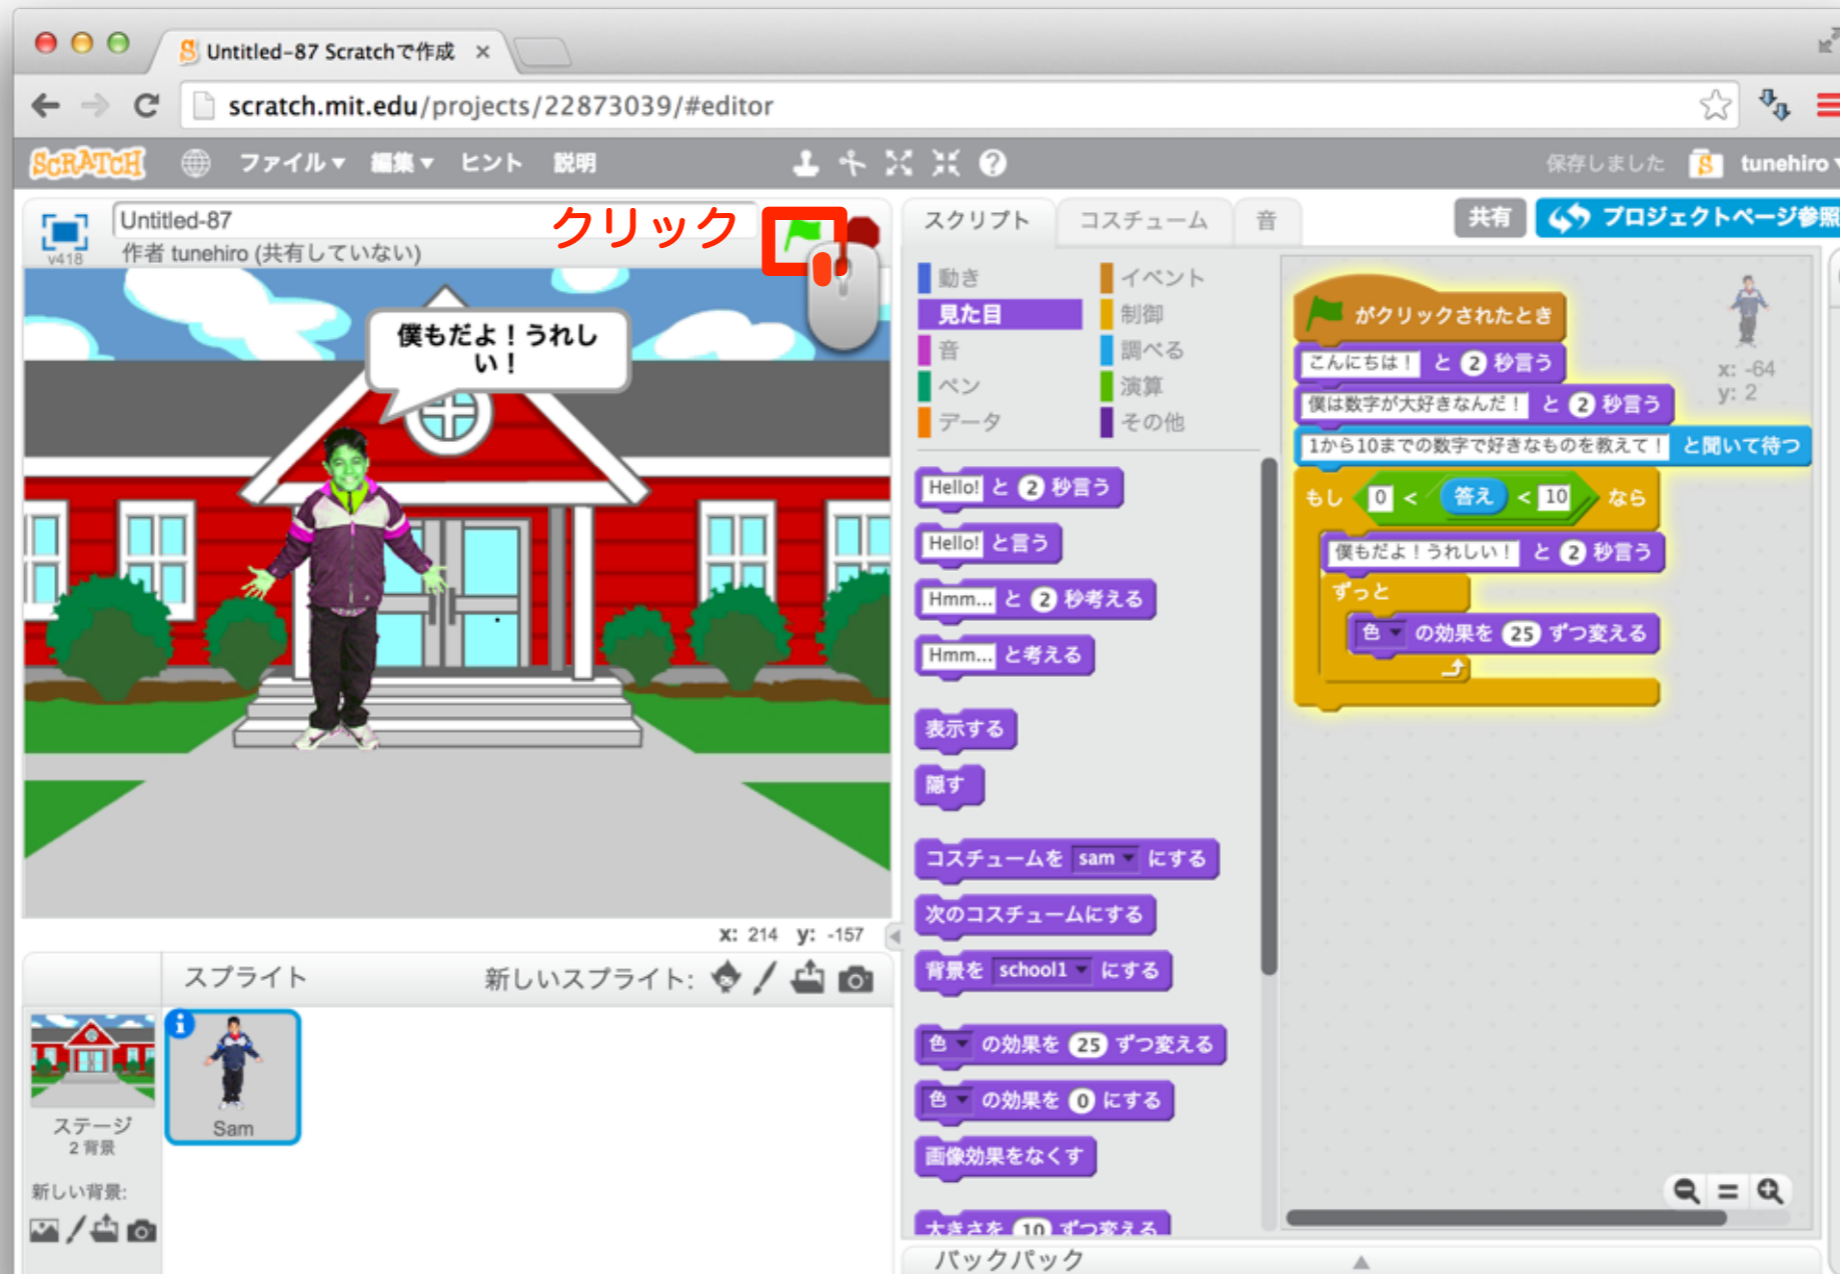 Untitled-87 Scratchで作成
scratch.mit.edu/projects/22873039/#editor
SCRATCH ファイル 編集 ヒント 説明 保存しました tunehiro
v418
Untitled-87
作者 tunehiro (共有していない)
クリック
僕もだよ！うれし
い！
x: 214 y: -157
スプライト 新しいスプライト:
ステージ
2 背景
新しい背景:
Sam
スクリプト コスチューム 音 共有 プロジェクトページ参照
動き イベント
見た目 制御
音 調べる
ペン 演算
データ その他
Hello! と 2 秒言う
Hello! と言う
Hmm... と 2 秒考える
Hmm... と考える
表示する
隠す
コスチュームを sam にする
次のコスチュームにする
背景を school1 にする
色 の効果を 25 ずつ変える
色 の効果を 0 にする
画像効果をなくす
大きさを 10 ずつ変える
がクリックされたとき
こんにちは！ と 2 秒言う
僕は数字が大好きなんだ！ と 2 秒言う
1から10までの数字で好きなものを教えて！ と聞いて待つ
もし 0 < 答え < 10 なら
僕もだよ！うれしい！ と 2 秒言う
ずっと
色 の効果を 25 ずつ変える
x: -64
y: 2
バックパック